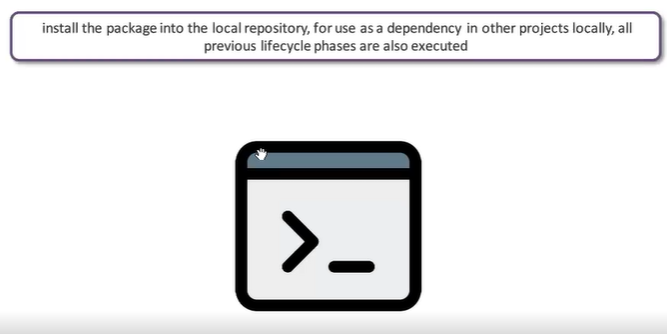 install the package into the local repository, for use as a dependency in other projects locally, all
previous lifecycle phases are also executed